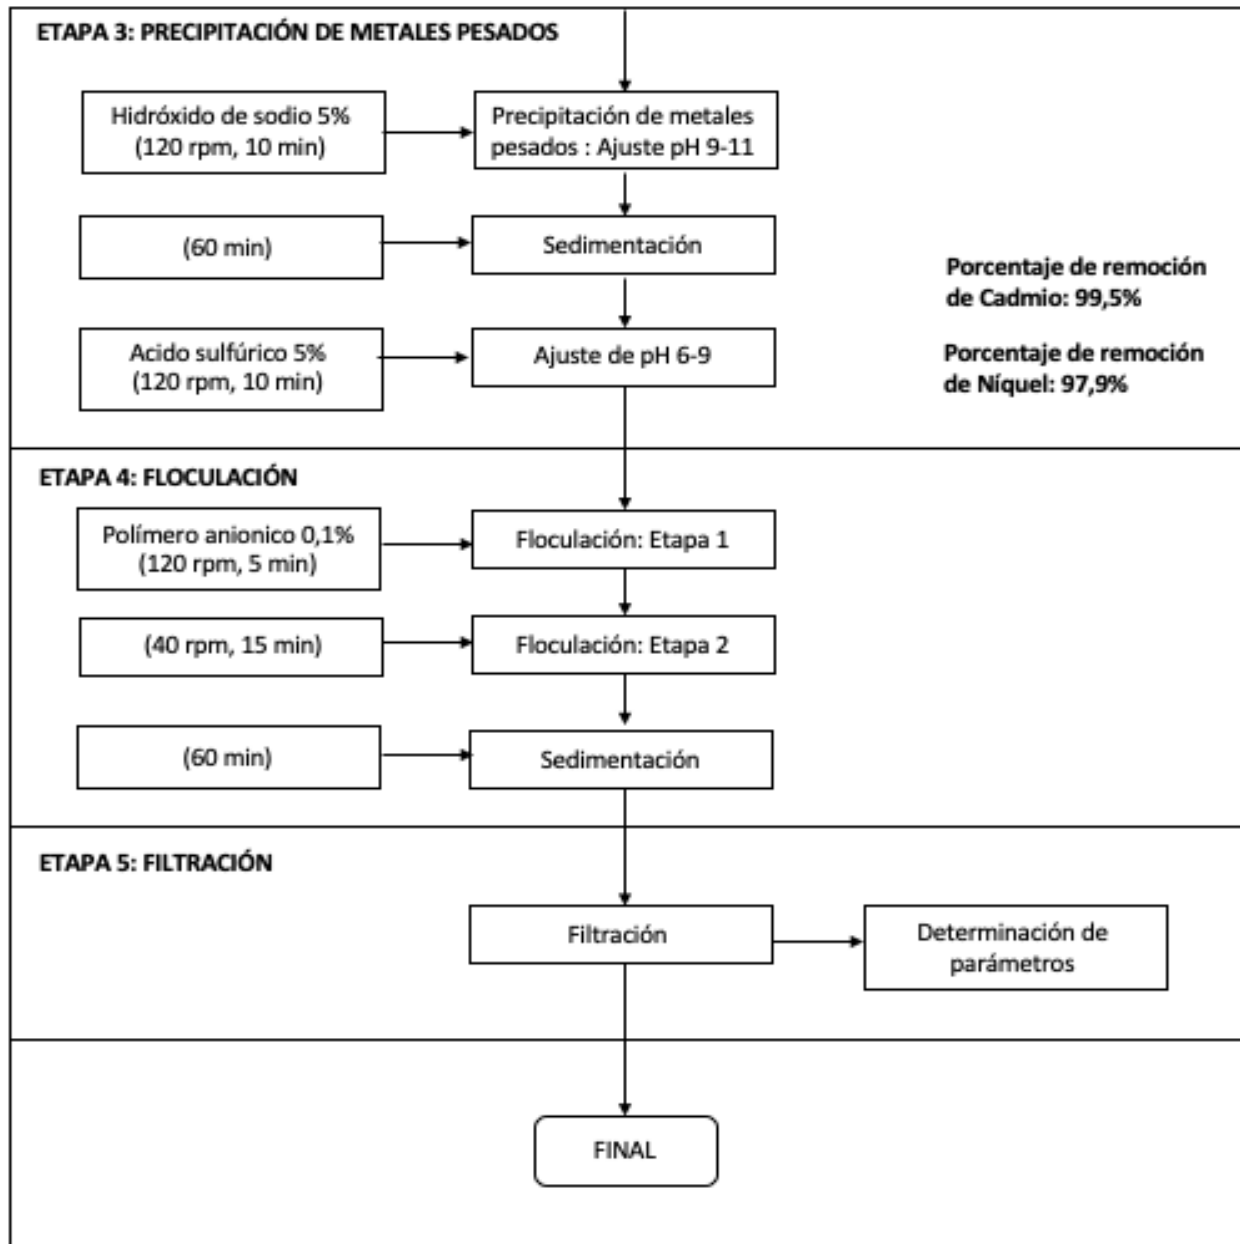 ETAPA 3: PRECIPITACIÓN DE METALES PESADOS
Hidróxido de sodio 5%
(120 rpm, 10 min)
Precipitación de metales
pesados : Ajuste pH 9-11
(60 min)
Sedimentación
Porcentaje de remoción
de Cadmio: 99,5%
Acido sulfúrico 5%
(120 rpm, 10 min)
Ajuste de pH 6-9
Porcentaje de remoción
de Níquel: 97,9%
ETAPA 4: FLOCULACIÓN
Polímero anionico 0,1%
(120 rpm, 5 min)
Floculación: Etapa 1
(40 rpm, 15 min)
Floculación: Etapa 2
(60 min)
Sedimentación
ETAPA 5: FILTRACIÓN
Filtración
Determinación de
parámetros
FINAL